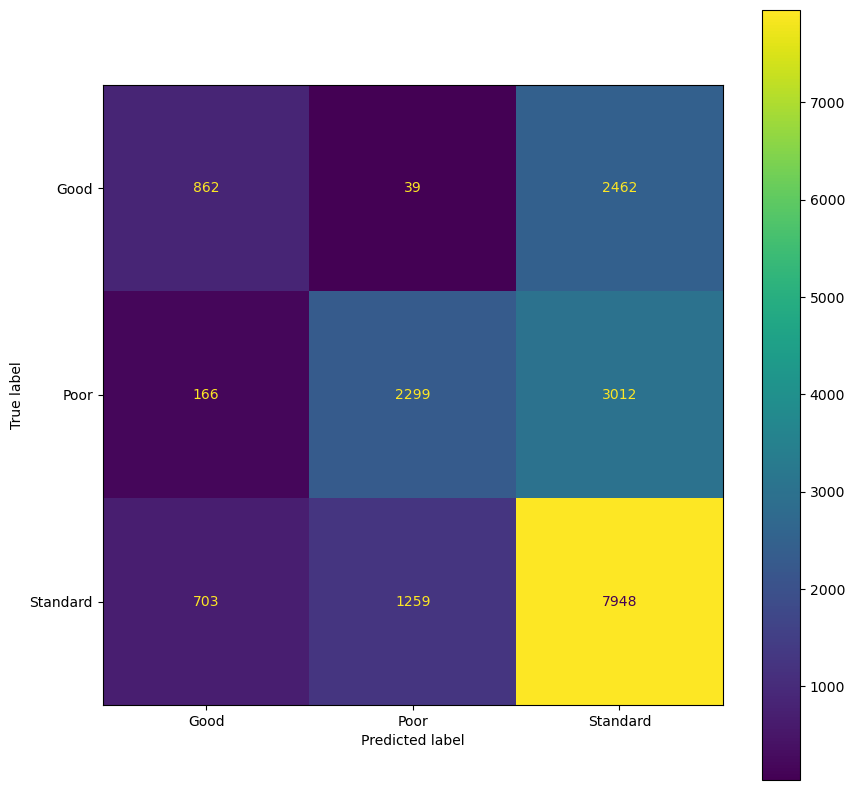 True label
Good
862 39 2462
Poor
166 2299 3012
Standard
703 1259 7948
Good Poor Standard
Predicted label
7000
6000
5000
4000
3000
2000
1000